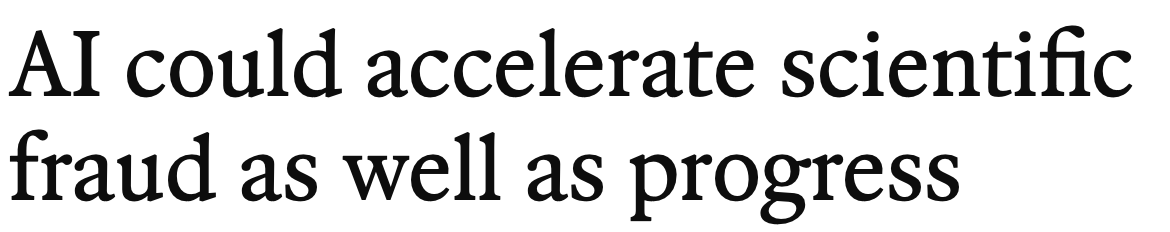 AI could accelerate scientific
fraud as well as progress